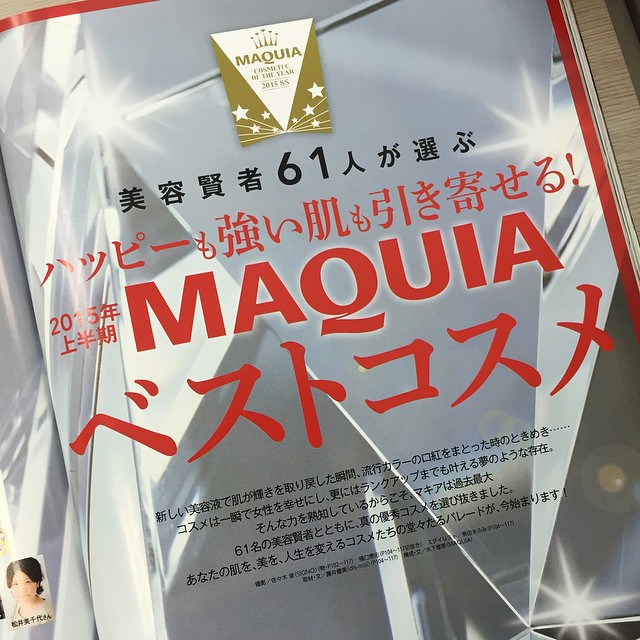 MAQUIA
COSMETIC
OF THE YEAR
2015 SS
美容賢者61人が選ぶ
ハッピーも強い肌も引き寄せる!
2015年
上半期
MAQUIA
ベストコスメ
新しい美容液で肌が輝きを取り戻した瞬間、流行カラーの口紅をまとった時のときめき……
コスメは一瞬で女性を幸せにし、更にはランクアップまでも叶える夢のような存在。
そんな力を熟知しているからこそ、マキアは過去最大
61名の美容賢者とともに、真の優秀コスメを選び抜きました。
あなたの肌を、美を、人生を変えるコスメたちの堂々たるパレードが、今始まります!
松井美千代さん